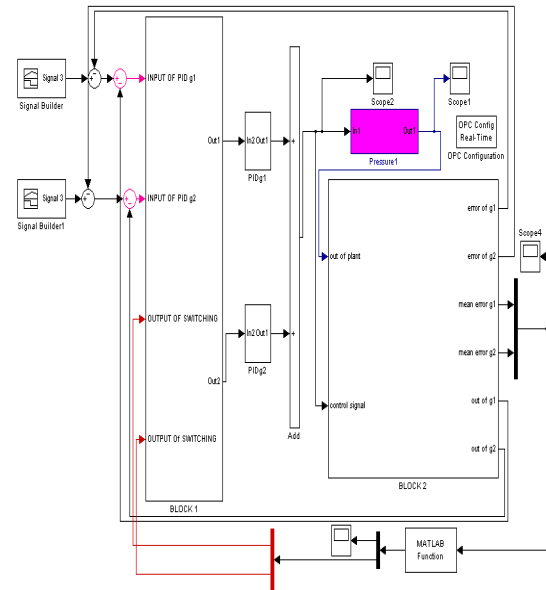 Signal 3
Signal Builder
Signal 3
Signal Builder1
INPUT OF PID g1
INPUT OF PID g2
OUTPUT OF SWITCHING
OUTPUT Of SWITCHING
Out1
Out2
BLOCK 1
In2 Out1
PIDg1
In2 Out1
PIDg2
Add
Scope2
Scope1
In1
Out1
Pressure1
OPC Config
Real-Time
OPC Configuration
out of plant
control signal
error of g1
error of g2
mean error g1
mean error g2
out of g1
out of g2
BLOCK 2
Scope4
MATLAB
Function